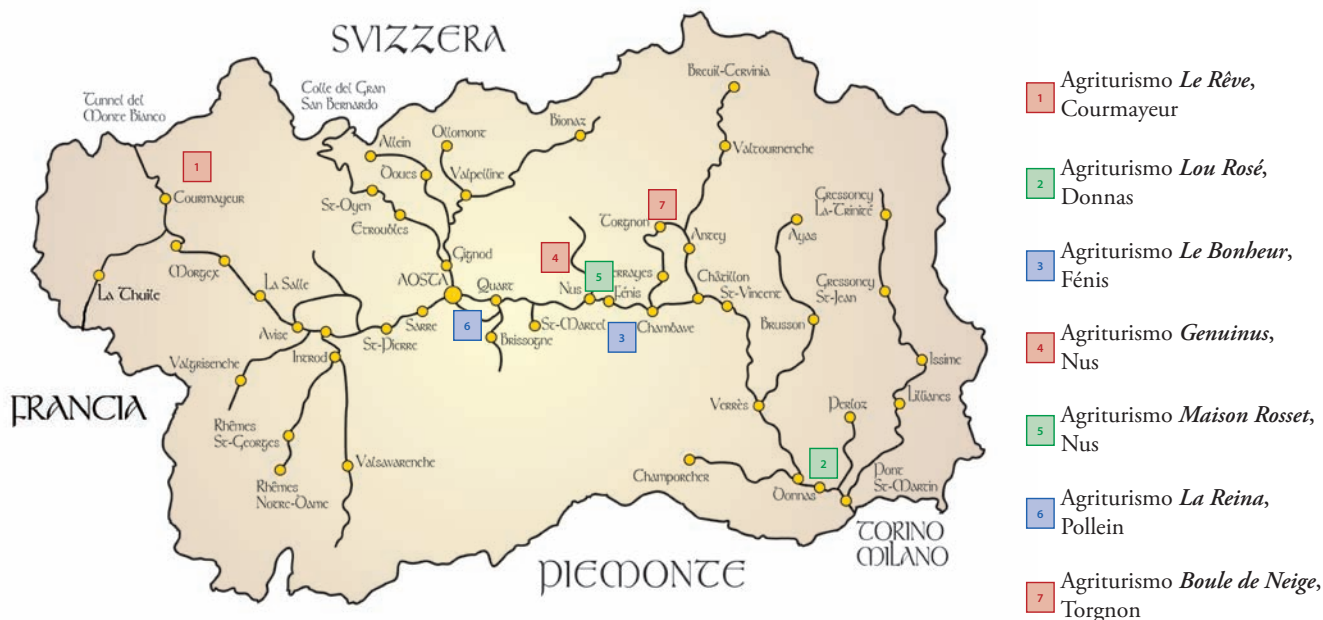 SVIZZERA
Breuil-Cervinia
Tunnel del
Monte Bianco
Colle del Gran
San Bernardo
Allein
Ollomont
Bionaz
Doues
Valpelline
Valtournenche
1
Courmayeur
St-Oyen
Etroubles
Torgnon
7
Gressoney
La-Trinité
Ayas
Antey
Gignod
4
5
errayes
Morgex
La Thuile
La Salle
AOSTA
Quart
Nus
Fénis
Châtillon
St-Vincent
Gressoney
St-Jean
Avise
St-Pierre
Sarre
6
Brissogne
St-Marcel
3
Chambave
Brusson
Introd
Valgrisenche
Issime
FRANCIA
Rhêmes
St-Georges
Verrès
Perloz
Lillianes
Valsavarenche
Rhêmes
Notre-Dame
Champorcher
2
Donnas
Pont
St-Martin
TORINO
MILANO
PIEMONTE
1
Agriturismo Le Rêve,
Courmayeur
2
Agriturismo Lou Rosé,
Donnas
3
Agriturismo Le Bonheur,
Fénis
4
Agriturismo Genuinus,
Nus
5
Agriturismo Maison Rosset,
Nus
6
Agriturismo La Reina,
Pollein
7
Agriturismo Boule de Neige,
Torgnon